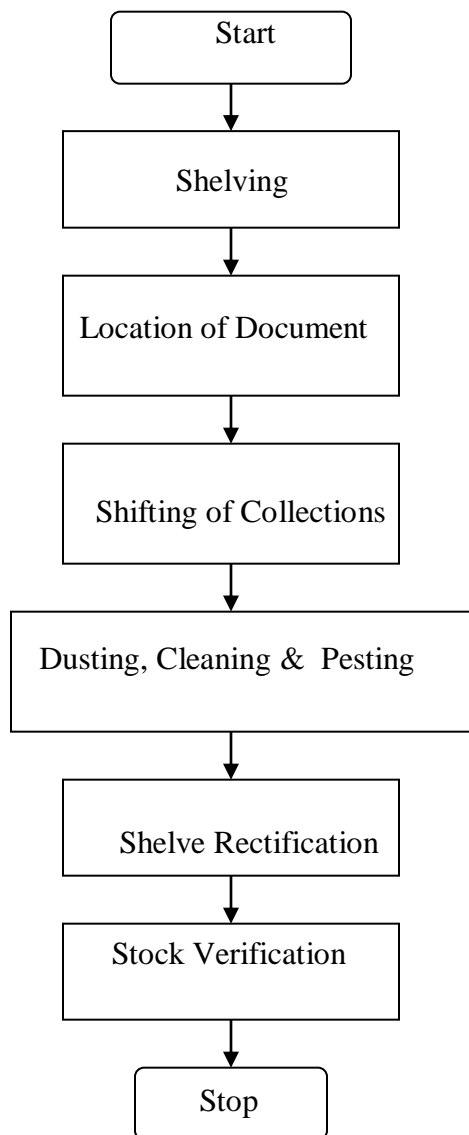 Start
Shelving
Location of Document
Shifting of Collections
Dusting, Cleaning & Pesting
Shelve Rectification
Stock Verification
Stop